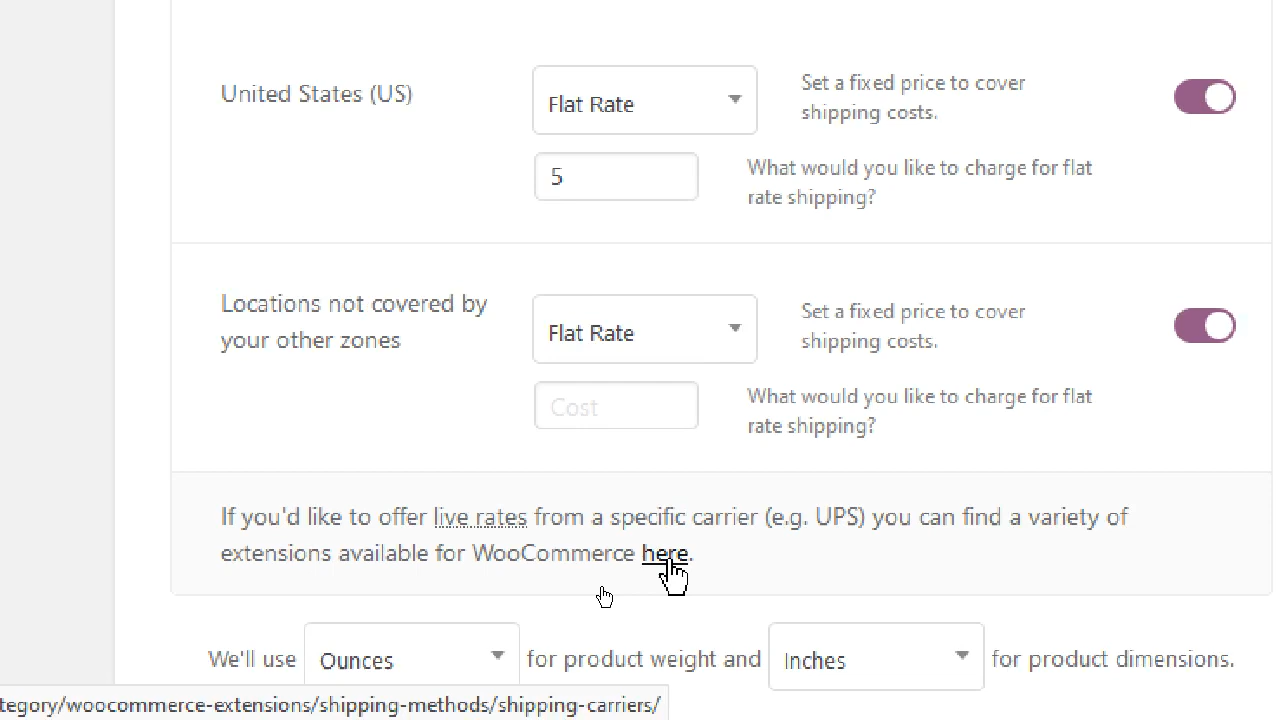 United States (US)
Flat Rate
Set a fixed price to cover
shipping costs.
5
What would you like to charge for flat
rate shipping?
Locations not covered by
your other zones
Flat Rate
Set a fixed price to cover
shipping costs.
Cost
What would you like to charge for flat
rate shipping?
If you'd like to offer live rates from a specific carrier (e.g. UPS) you can find a variety of
extensions available for WooCommerce here.
We'll use Ounces for product weight and Inches for product dimensions.
tegory/woocommerce-extensions/shipping-methods/shipping-carriers/